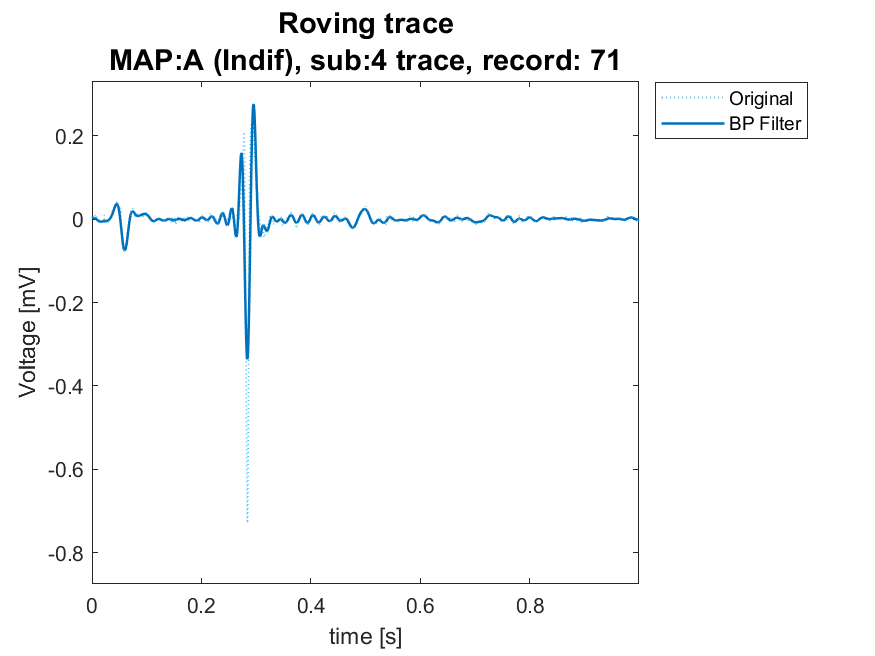 Roving trace
MAP:A (Indif), sub:4 trace, record: 71
Original
BP Filter
0.2
0
-0.2
-0.4
-0.6
-0.8
Voltage [mV]
0
0.2
0.4
0.6
0.8
time [s]